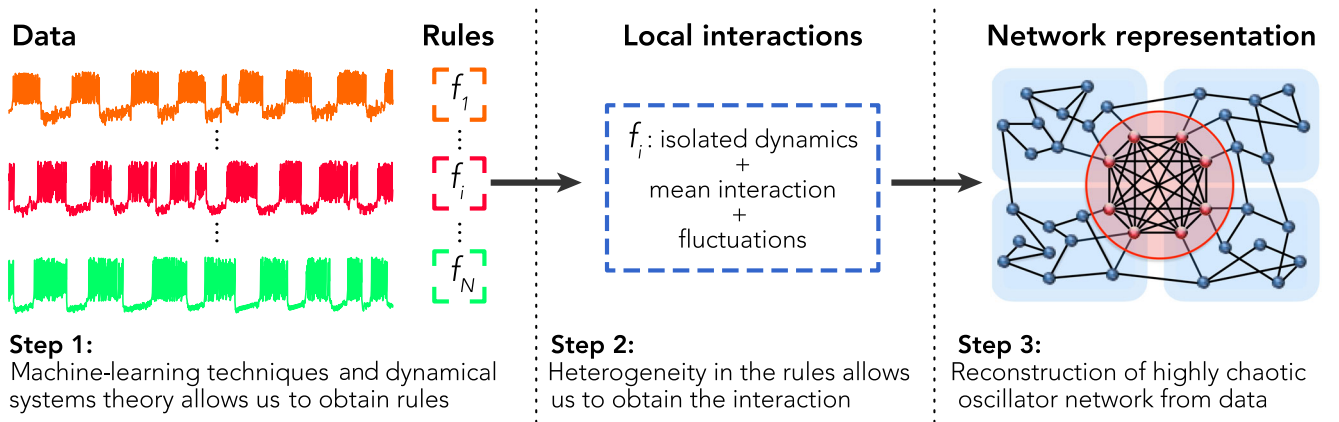 Data
Rules
f1
fi
fN
Step 1:
Machine-learning techniques and dynamical
systems theory allows us to obtain rules
Local interactions
fi: isolated dynamics
+
mean interaction
+
fluctuations
Step 2:
Heterogeneity in the rules allows
us to obtain the interaction
Network representation
Step 3:
Reconstruction of highly chaotic
oscillator network from data